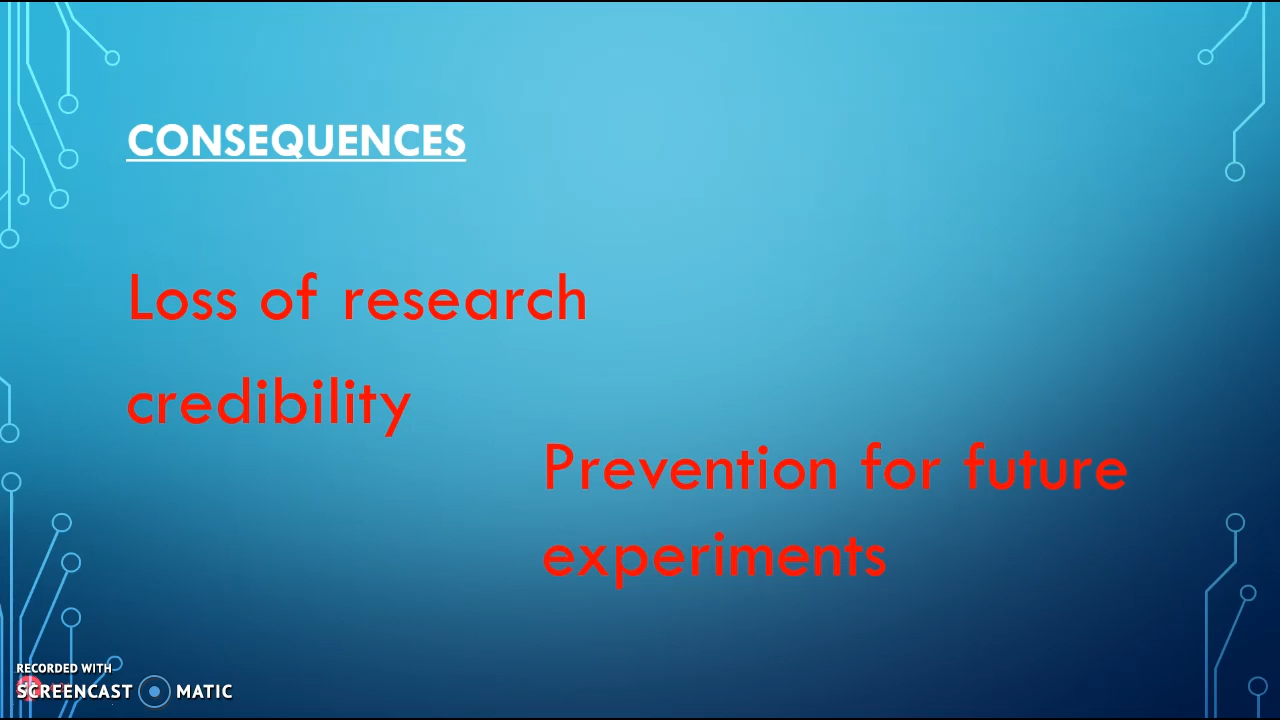 CONSEQUENCES
Loss of research
credibility
Prevention for future
experiments
RECORDED WITH
SCREENCAST MATIC